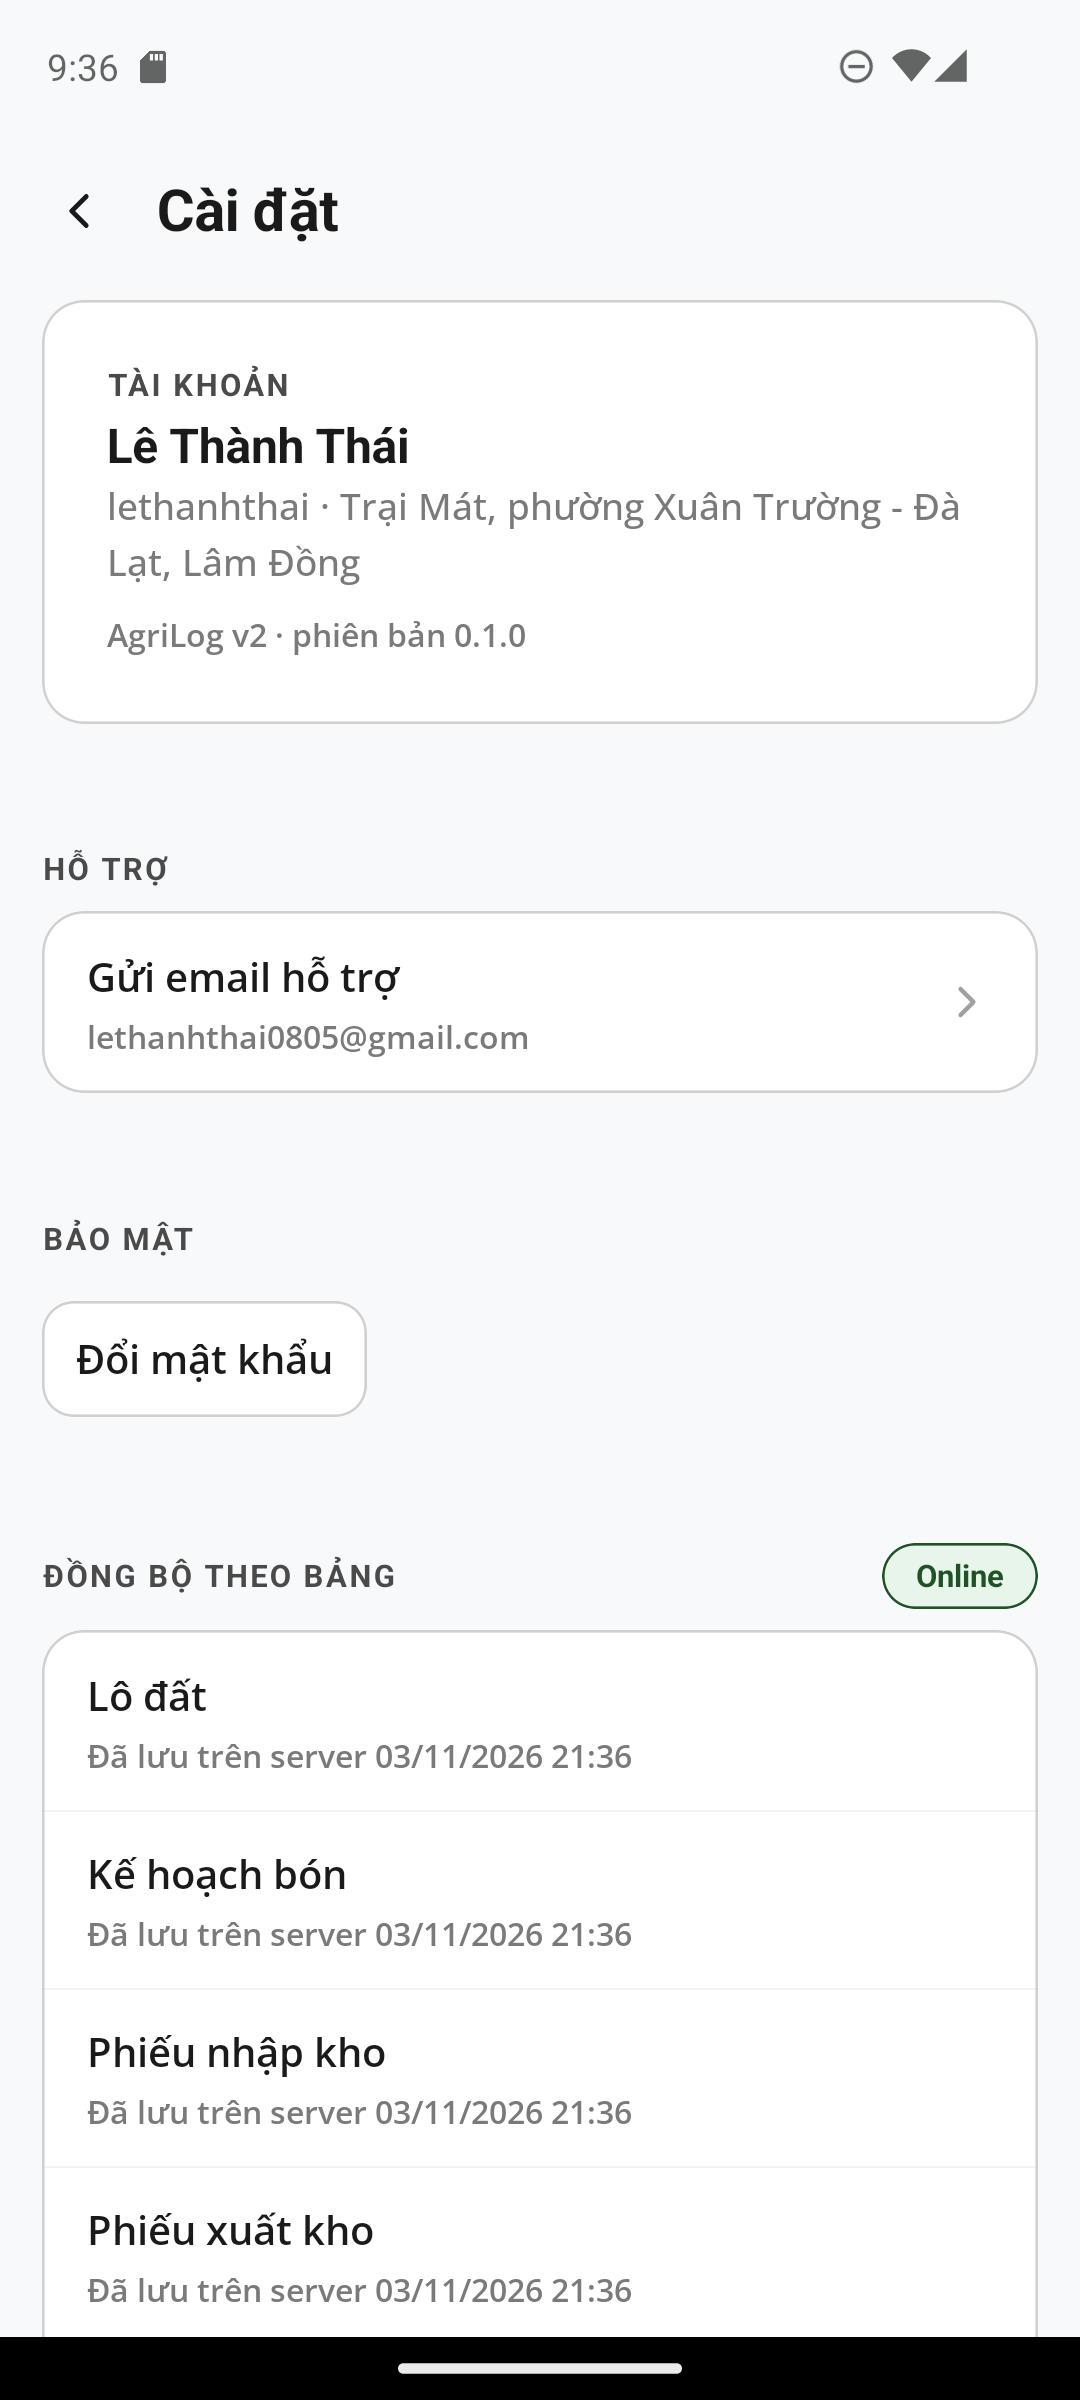 9:36
Cài đặt
TÀI KHOẢN
Lê Thành Thái
lethanhthai · Trại Mát, phường Xuân Trường - Đà
Lạt, Lâm Đồng
AgriLog v2 · phiên bản 0.1.0
HỖ TRỢ
Gửi email hỗ trợ
lethanhthai0805@gmail.com
BẢO MẬT
Đổi mật khẩu
ĐỒNG BỘ THEO BẢNG
Online
Lô đất
Đã lưu trên server 03/11/2026 21:36
Kế hoạch bón
Đã lưu trên server 03/11/2026 21:36
Phiếu nhập kho
Đã lưu trên server 03/11/2026 21:36
Phiếu xuất kho
Đã lưu trên server 03/11/2026 21:36